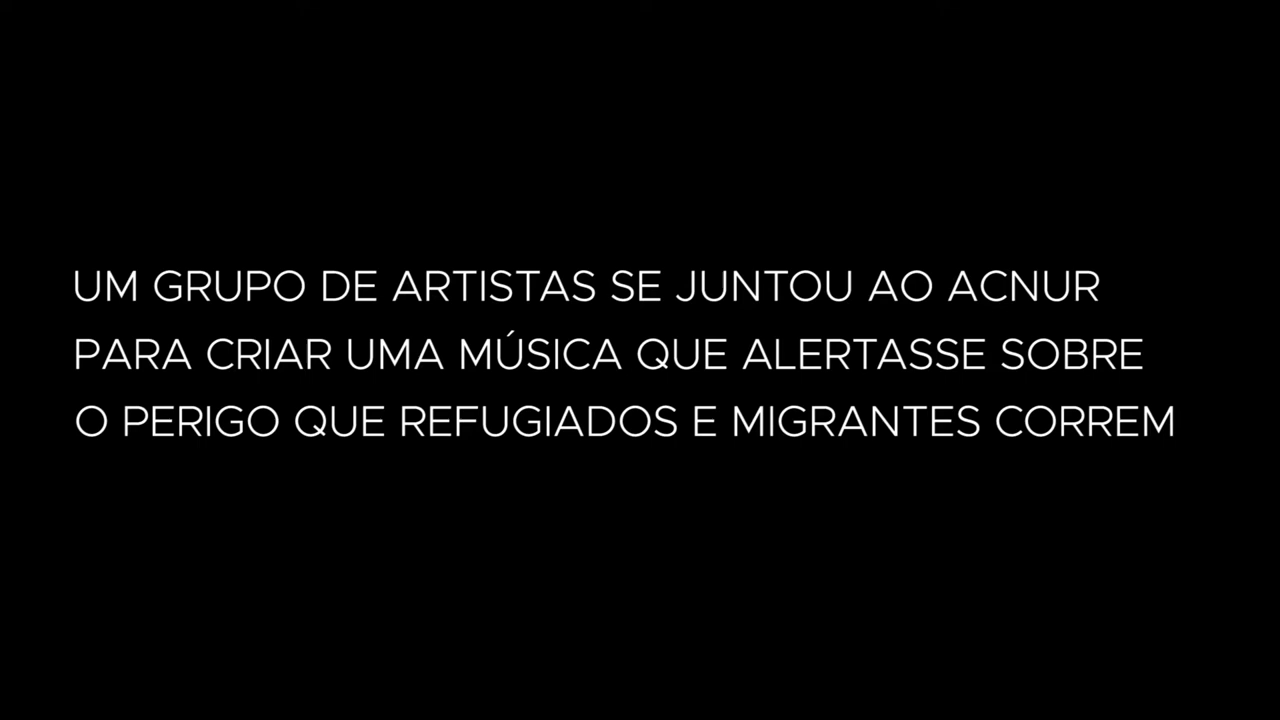 UM GRUPO DE ARTISTAS SE JUNTOU AO ACNUR
PARA CRIAR UMA MÚSICA QUE ALERTASSE SOBRE
O PERIGO QUE REFUGIADOS E MIGRANTES CORREM